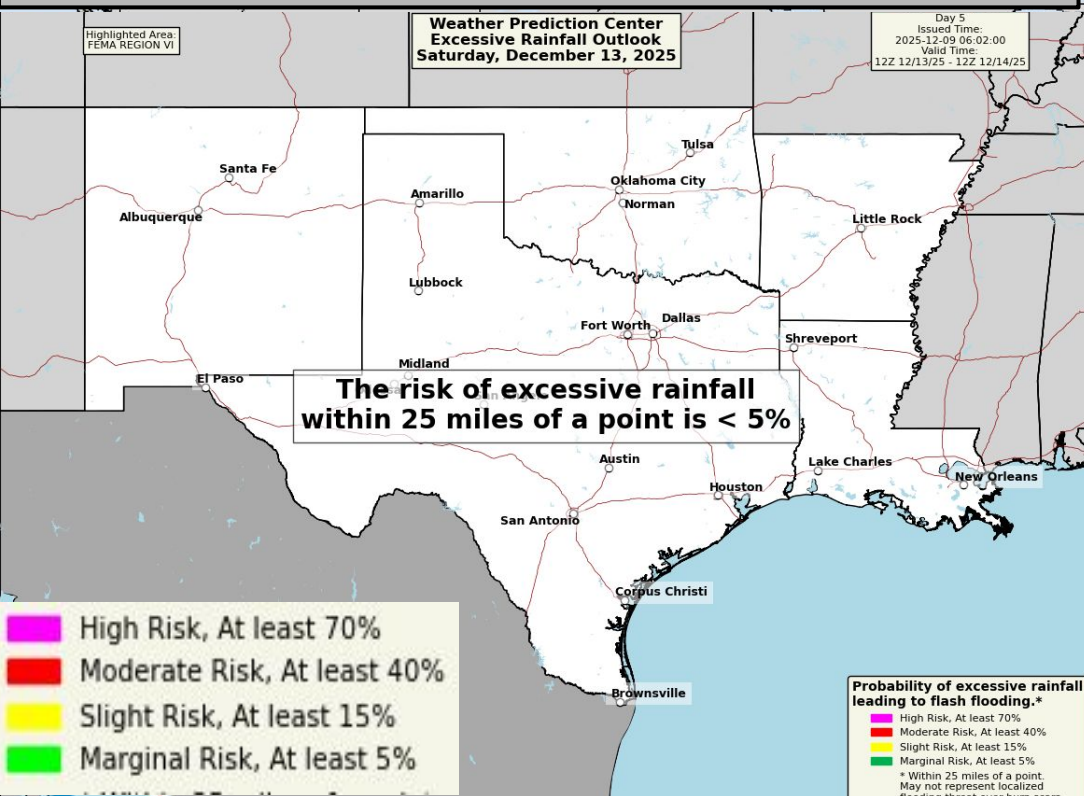 Highlighted Area:
FEMA REGION VI
Weather Prediction Center
Excessive Rainfall Outlook
Saturday, December 13, 2025
Day 5
Issued Time:
2025-12-09 06:02:00
Valid Time:
12Z 12/13/25 - 12Z 12/14/25
Tulsa
Santa Fe
Oklahoma City
Amarillo
Norman
Albuquerque
Little Rock
Lubbock
Dallas
Fort Worth
Shreveport
Midland
El Paso
The risk of excessive rainfall
within 25 miles of a point is < 5%
Austin
Lake Charles
New Orleans
Houston
San Antonio
Corpus Christi
Brownsville
High Risk, At least 70%
Moderate Risk, At least 40%
Slight Risk, At least 15%
Marginal Risk, At least 5%
Probability of excessive rainfall
leading to flash flooding.*
High Risk, At least 70%
Moderate Risk, At least 40%
Slight Risk, At least 15%
Marginal Risk, At least 5%
* Within 25 miles of a point.
May not represent localized